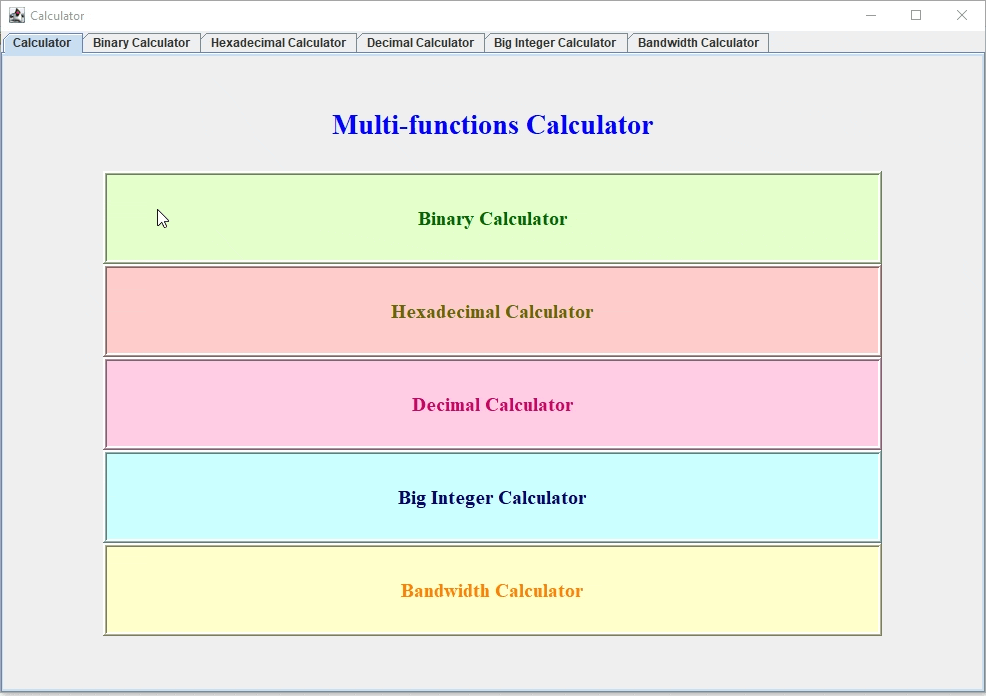 Calculator
Calculator Binary Calculator Hexadecimal Calculator Decimal Calculator Big Integer Calculator Bandwidth Calculator
Multi-functions Calculator
Binary Calculator
Hexadecimal Calculator
Decimal Calculator
Big Integer Calculator
Bandwidth Calculator